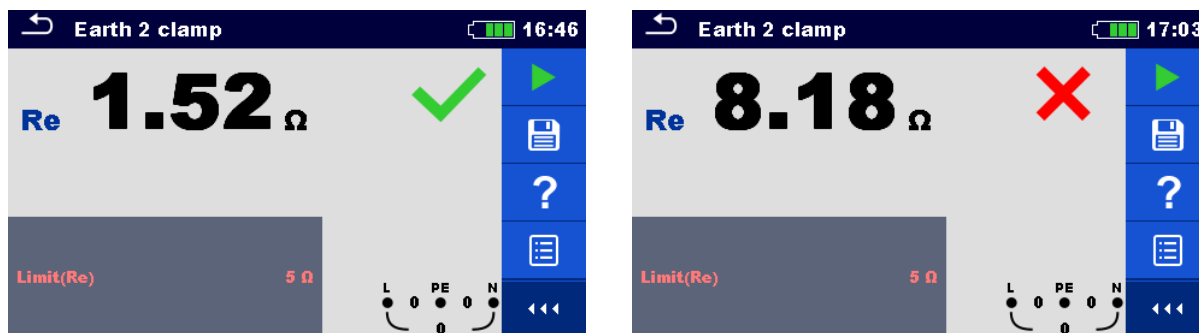 Earth 2 clamp 16:46
Re 1.52 Ω
?
Limit(Re) 5 Ω
L PE N
0 0
0
Earth 2 clamp 17:03
Re 8.18 Ω
?
Limit(Re) 5 Ω
L PE N
0 0
0